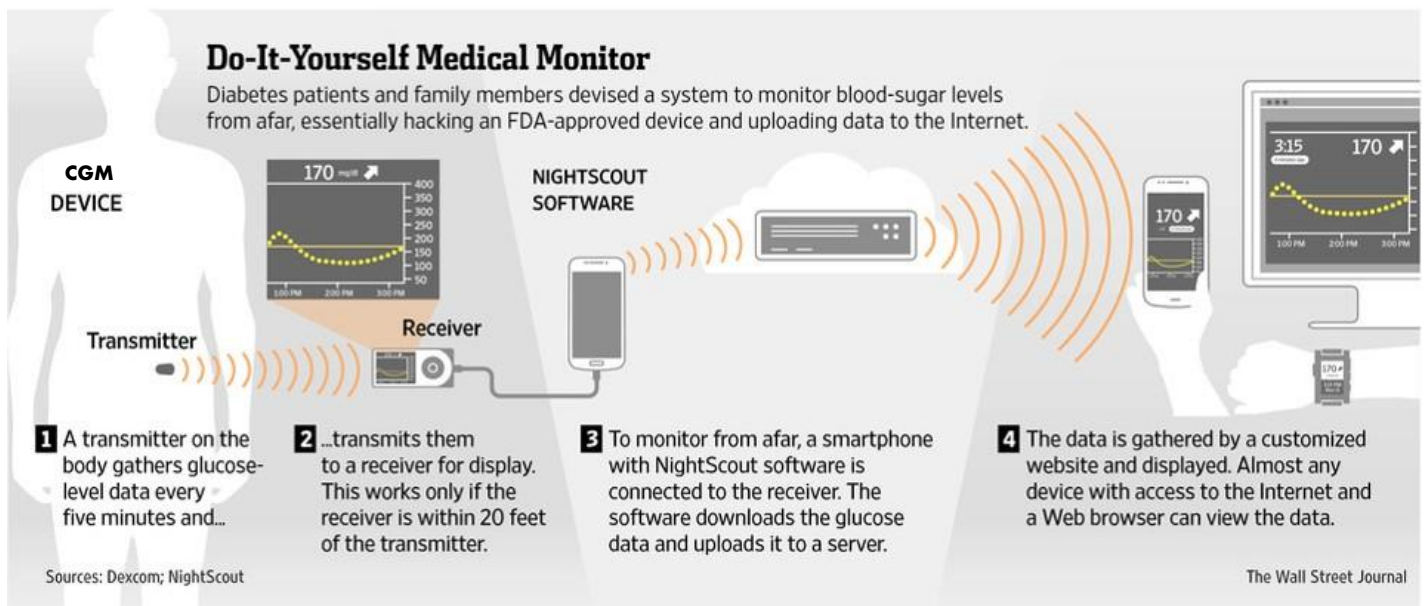 Do-It-Yourself Medical Monitor
Diabetes patients and family members devised a system to monitor blood-sugar levels
from afar, essentially hacking an FDA-approved device and uploading data to the Internet.
CGM
DEVICE
170 mg/dl
400
350
300
250
200
150
100
50
1:00 PM 2:00 PM 3:00 PM
Transmitter
Receiver
NIGHTSCOUT
SOFTWARE
170
3:15
170
1:00 PM 2:00 PM 3:00 PM
170
1 A transmitter on the
body gathers glucose-
level data every
five minutes and...
2 ...transmits them
to a receiver for display.
This works only if the
receiver is within 20 feet
of the transmitter.
3 To monitor from afar, a smartphone
with NightScout software is
connected to the receiver. The
software downloads the glucose
data and uploads it to a server.
4 The data is gathered by a customized
website and displayed. Almost any
device with access to the Internet and
a Web browser can view the data.
Sources: Dexcom; NightScout
The Wall Street Journal